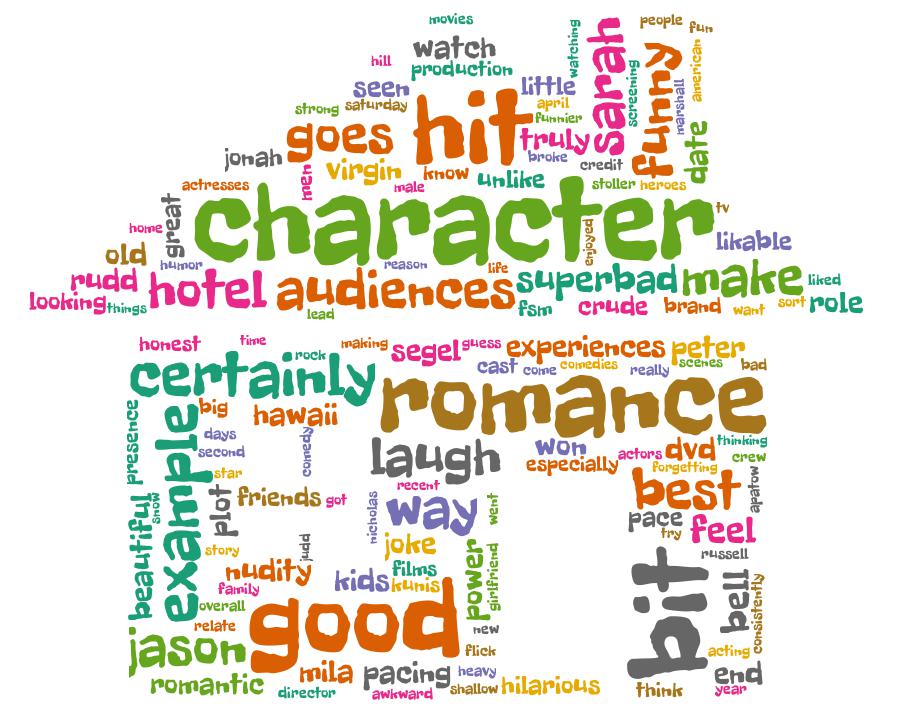 movies
people
fun
watch
watching
sarah
funny
american
hill
production
screening
marshall
seen
little
strong
saturday
april
funnier
hit
goes
truly
date
jonah
broke
credit
men
virgin
know
unlike
actresses
male
stoller
heroes
character
tv
great
home
enjoyed
likable
old
humor
reason
life
rudd
hotel
audiences
superbad
make
liked
looking
things
lead
fsm
crude
brand
want
sort
role
honest
time
making
segel
guess
experiences
peter
rock
certainly
cast
come
comedies
really
scenes
bad
romance
presence
example
big
hawaii
days
comedy
laugh
won
actors
dvd
thinking
second
especially
forgetting
crew
star
recent
best
apatow
beautiful
snow
plot
friends
got
nicholas
way
went
pace
feel
try
story
judd
joke
russell
nudity
films
power
girlfriend
bit
bell
consistently
family
kids
kunis
overall
good
relate
new
jason
flick
acting
romantic
mila
pacing
heavy
end
director
awkward
shallow
hilarious
think
year